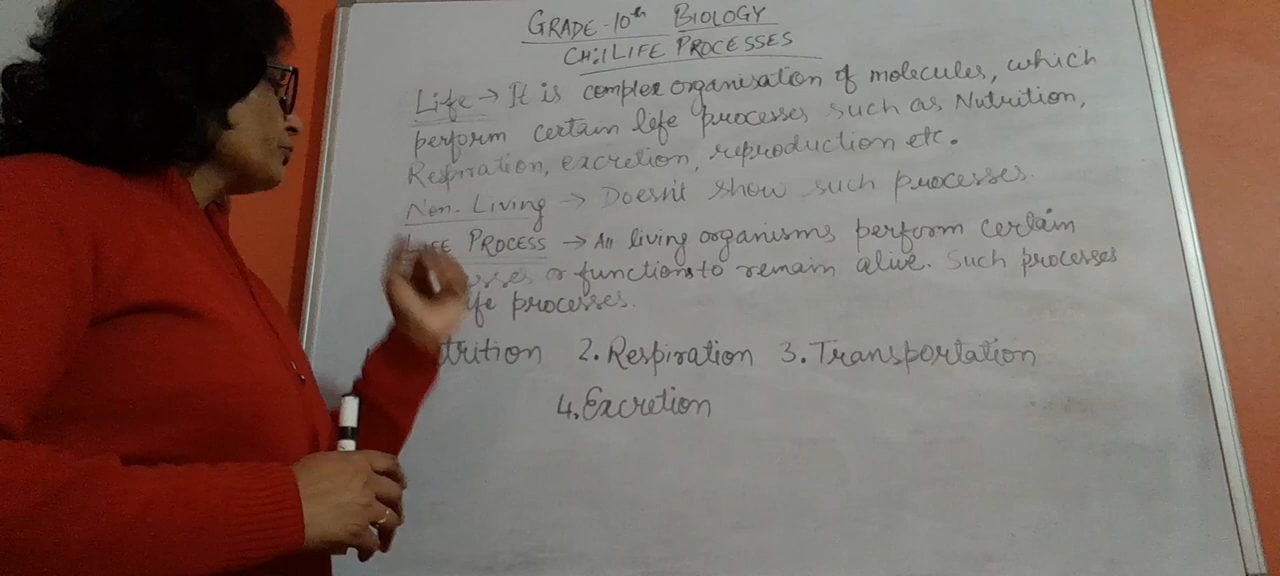 GRADE-10th BIOLOGY
CH:1 LIFE PROCESSES
Life → It is complex organisation of molecules, which
perform certain life processes such as Nutrition,
Respiration, excretion, reproduction etc.
Non-Living → Doesn't show such processes.
LIFE PROCESS → All living organisms perform certain
or functions to remain alive. Such processes
processes.
2. Respiration 3. Transportation
4. Excretion